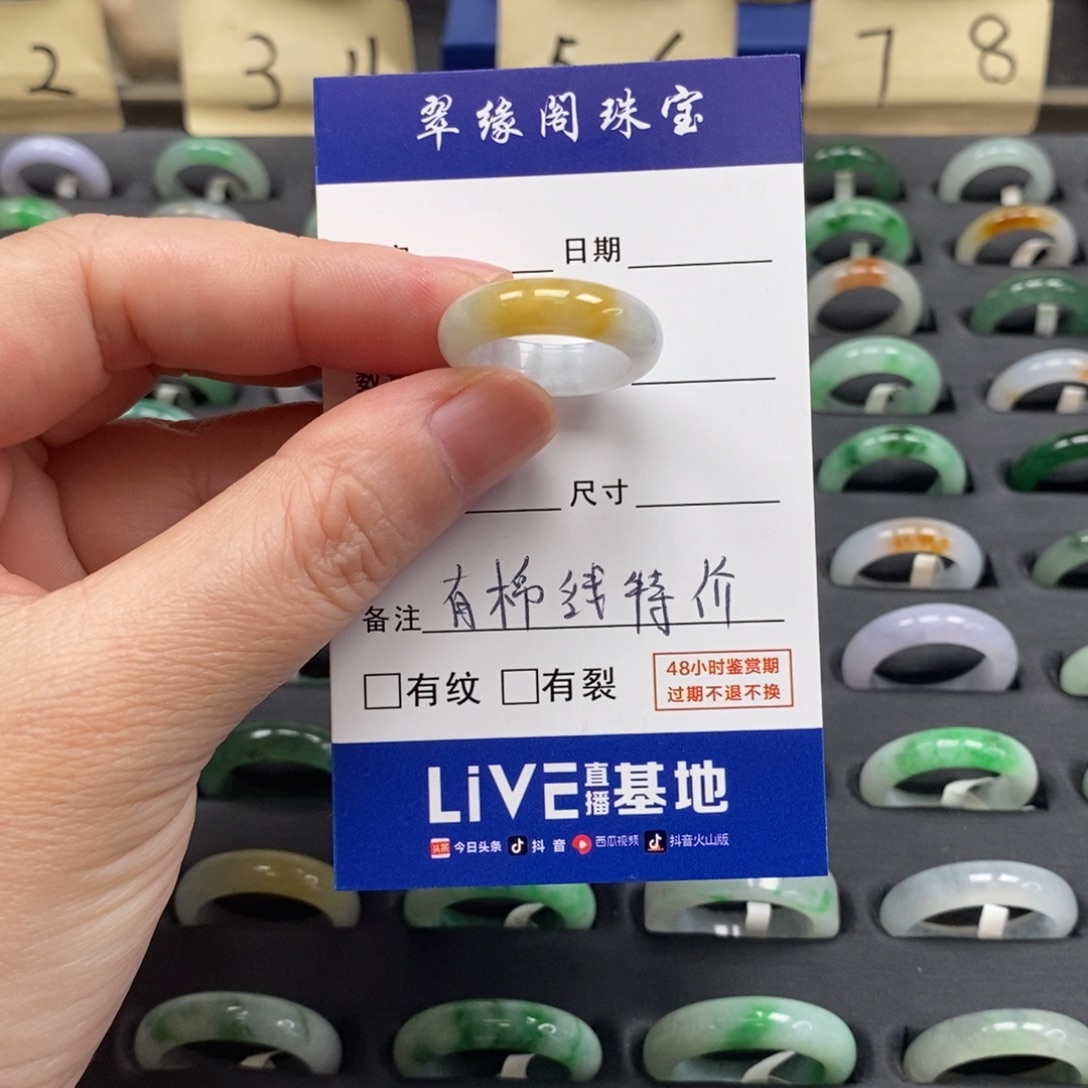 2 3 4 5 6 7 8
翠缘阁珠宝
日期
尺寸
备注 有棉线特价
□有纹 □有裂
48小时鉴赏期
过期不退不换
LiVE直播基地
头条 今日头条 抖音 西瓜视频 抖音火山版